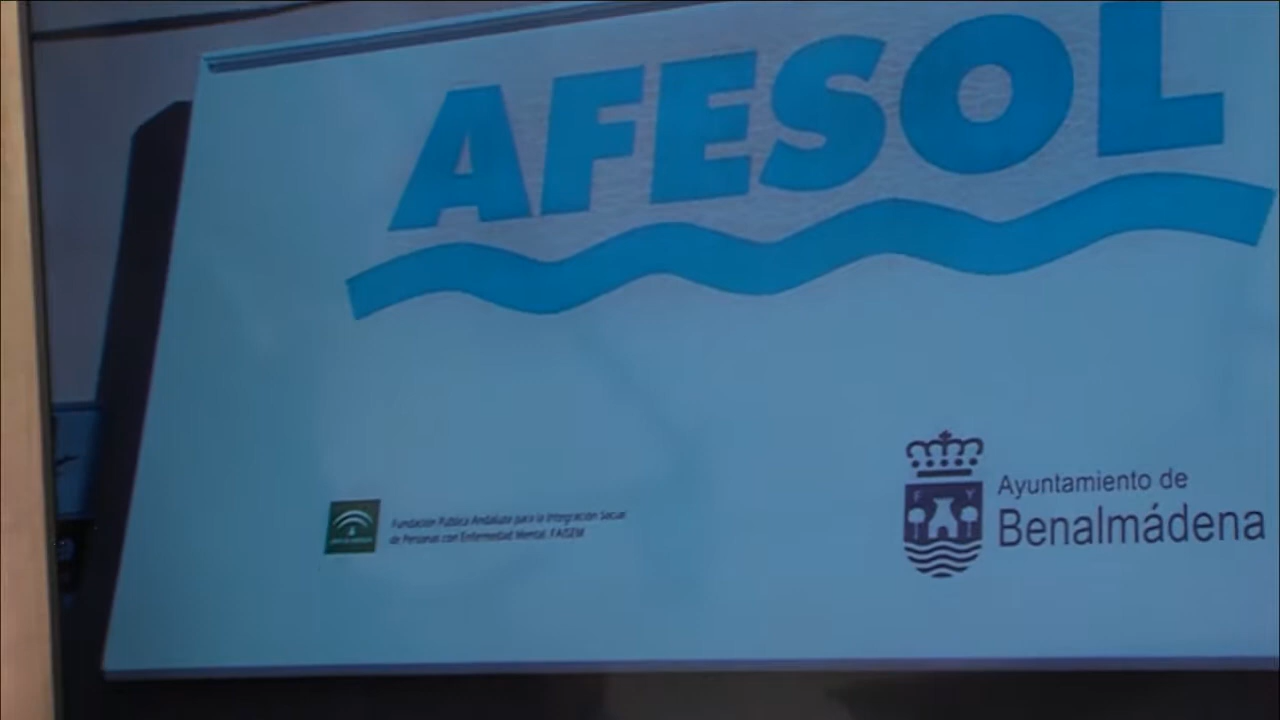 AFESOL
Fundación Pública Andaluza para la Integración Social
de Personas con Enfermedad Mental. FAISEM
Ayuntamiento de
Benalmádena
F Y